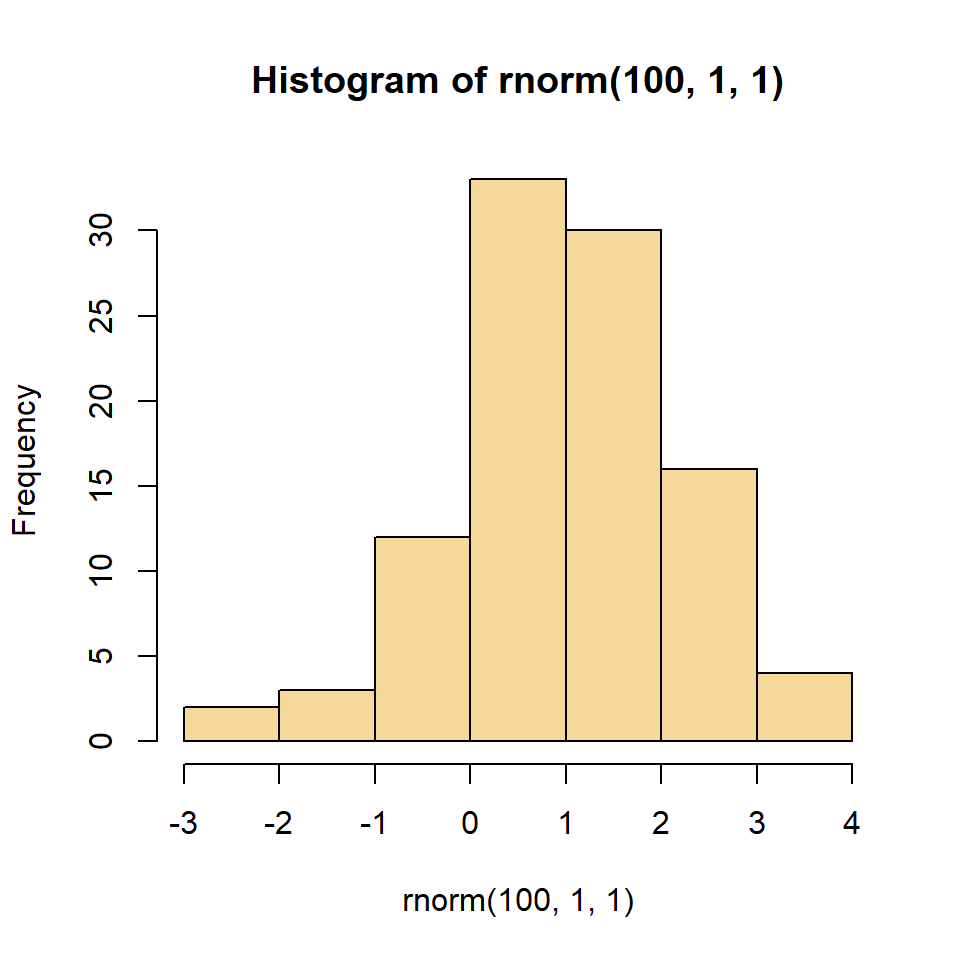 Histogram of rnorm(100, 1, 1)
Frequency
30
25
20
15
10
5
0
-3 -2 -1 0 1 2 3 4
rnorm(100, 1, 1)